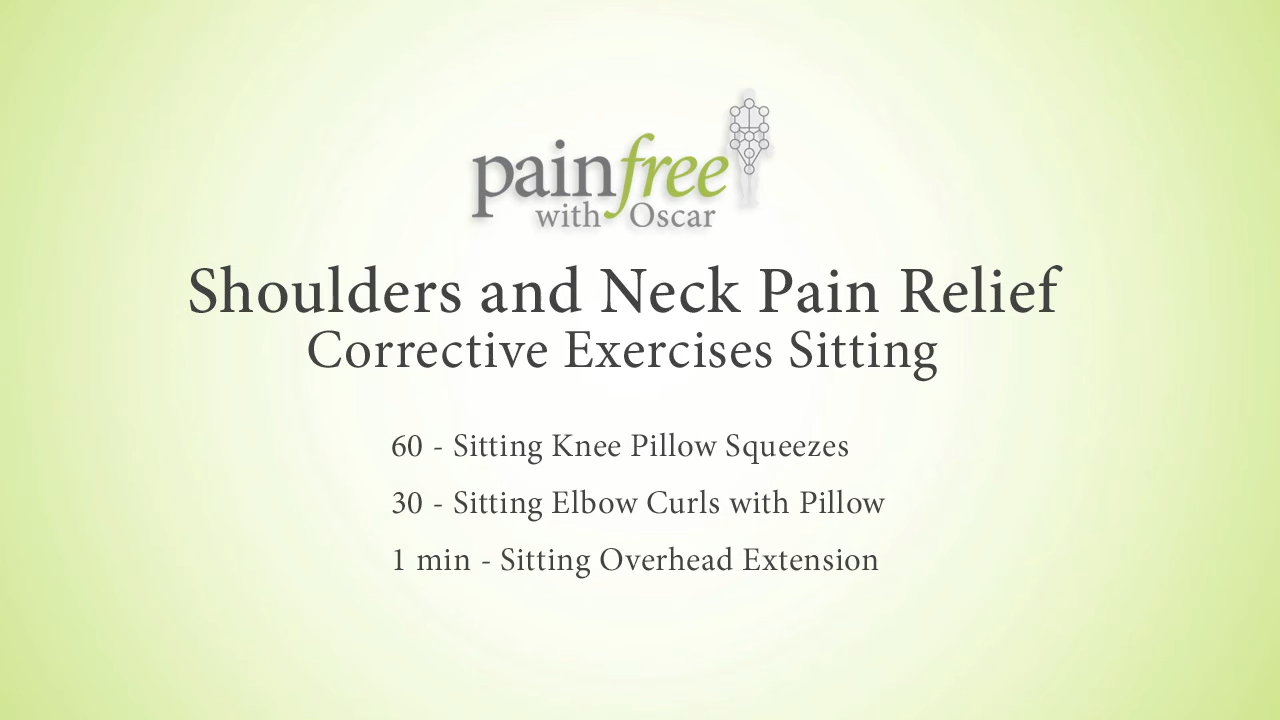 painfree
with Oscar
Shoulders and Neck Pain Relief
Corrective Exercises Sitting
60 - Sitting Knee Pillow Squeezes
30 - Sitting Elbow Curls with Pillow
1 min - Sitting Overhead Extension